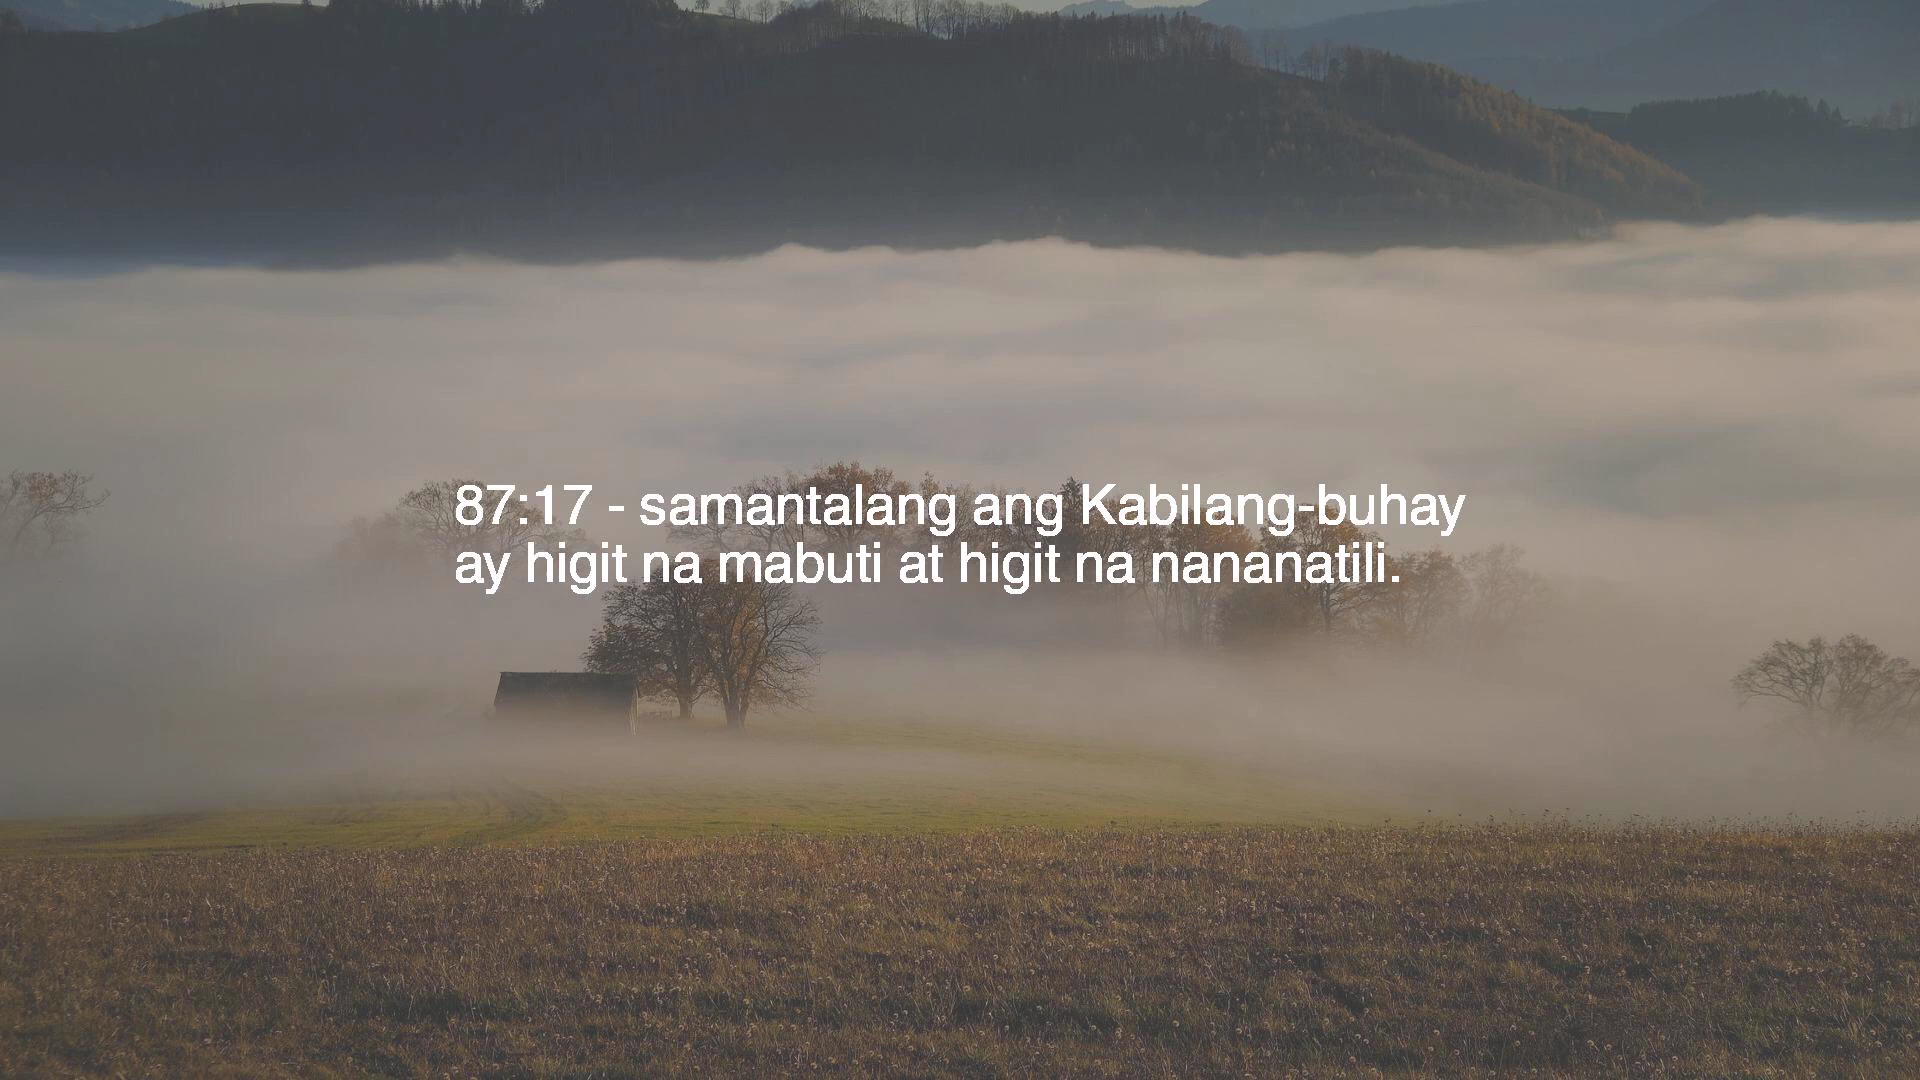 87:17 - samantalang ang Kabilang-buhay
ay higit na mabuti at higit na nananatili.